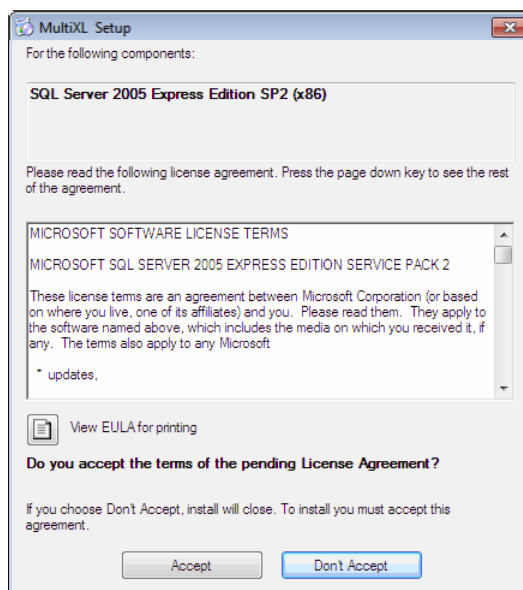 MultiXL Setup
For the following components:
SQL Server 2005 Express Edition SP2 (x86)
Please read the following license agreement. Press the page down key to see the rest
of the agreement.
MICROSOFT SOFTWARE LICENSE TERMS
MICROSOFT SQL SERVER 2005 EXPRESS EDITION SERVICE PACK 2
These license terms are an agreement between Microsoft Corporation (or based
on where you live, one of its affiliates) and you. Please read them. They apply to
the software named above, which includes the media on which you received it, if
any. The terms also apply to any Microsoft
* updates,
View EULA for printing
Do you accept the terms of the pending License Agreement?
If you choose Don't Accept, install will close. To install you must accept this
agreement.
Accept
Don't Accept